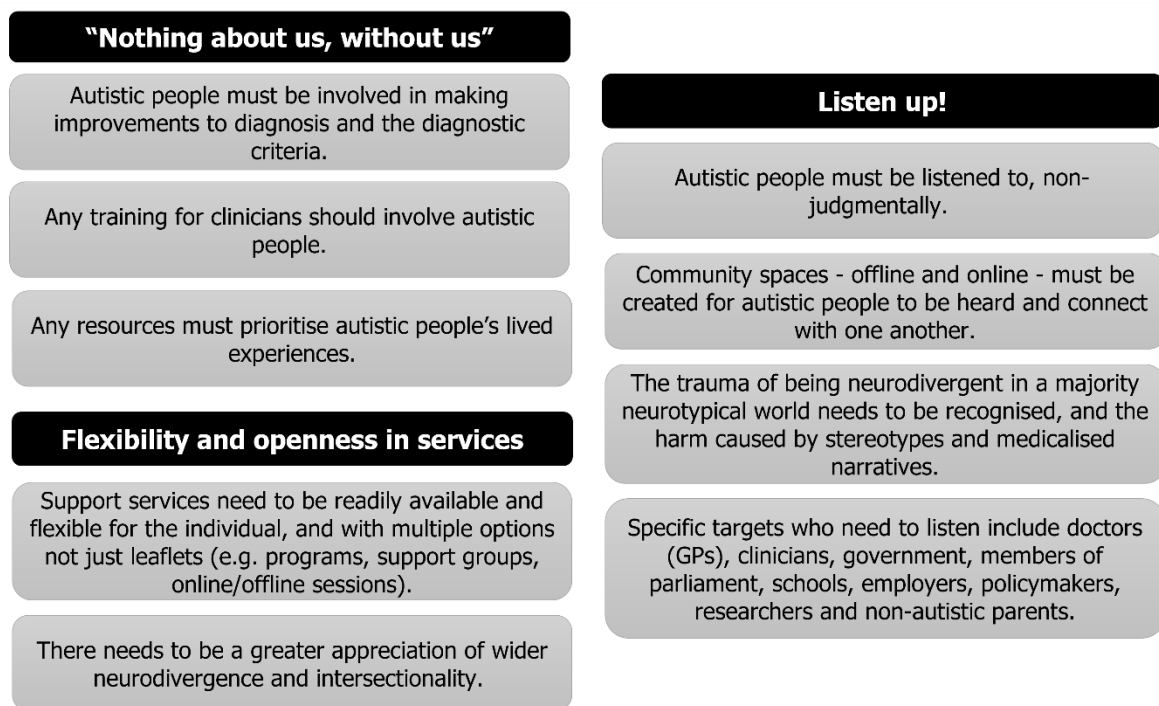 “Nothing about us, without us”
Autistic people must be involved in making
improvements to diagnosis and the diagnostic
criteria.
Any training for clinicians should involve autistic
people.
Any resources must prioritise autistic people’s lived
experiences.
Flexibility and openness in services
Support services need to be readily available and
flexible for the individual, and with multiple options
not just leaflets (e.g. programs, support groups,
online/offline sessions).
There needs to be a greater appreciation of wider
neurodivergence and intersectionality.
Listen up!
Autistic people must be listened to, non-
judgmentally.
Community spaces - offline and online - must be
created for autistic people to be heard and connect
with one another.
The trauma of being neurodivergent in a majority
neurotypical world needs to be recognised, and the
harm caused by stereotypes and medicalised
narratives.
Specific targets who need to listen include doctors
(GPs), clinicians, government, members of
parliament, schools, employers, policymakers,
researchers and non-autistic parents.